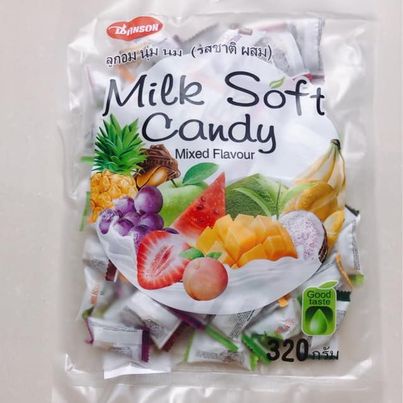 DANSON
ลูกอม นุ่ม นม (รสชาติ ผสม)
Milk Soft
Candy
Mixed Flavour
Good
taste
320 กรัม